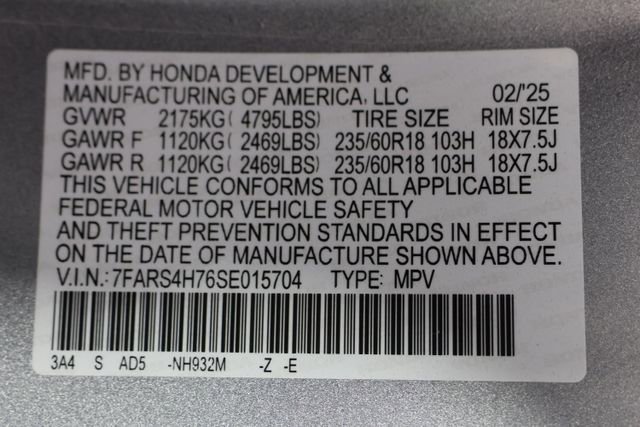 MFD. BY HONDA DEVELOPMENT &
MANUFACTURING OF AMERICA, LLC 02/'25
GVWR 2175KG( 4795LBS) TIRE SIZE RIM SIZE
GAWR F 1120KG( 2469LBS) 235/60R18 103H 18X7.5J
GAWR R 1120KG( 2469LBS) 235/60R18 103H 18X7.5J
THIS VEHICLE CONFORMS TO ALL APPLICABLE
FEDERAL MOTOR VEHICLE SAFETY
AND THEFT PREVENTION STANDARDS IN EFFECT
ON THE DATE OF MANUFACTURE SHOWN ABOVE.
V.I.N.: 7FARS4H76SE015704 TYPE: MPV
3A4 S AD5 -NH932M -Z -E